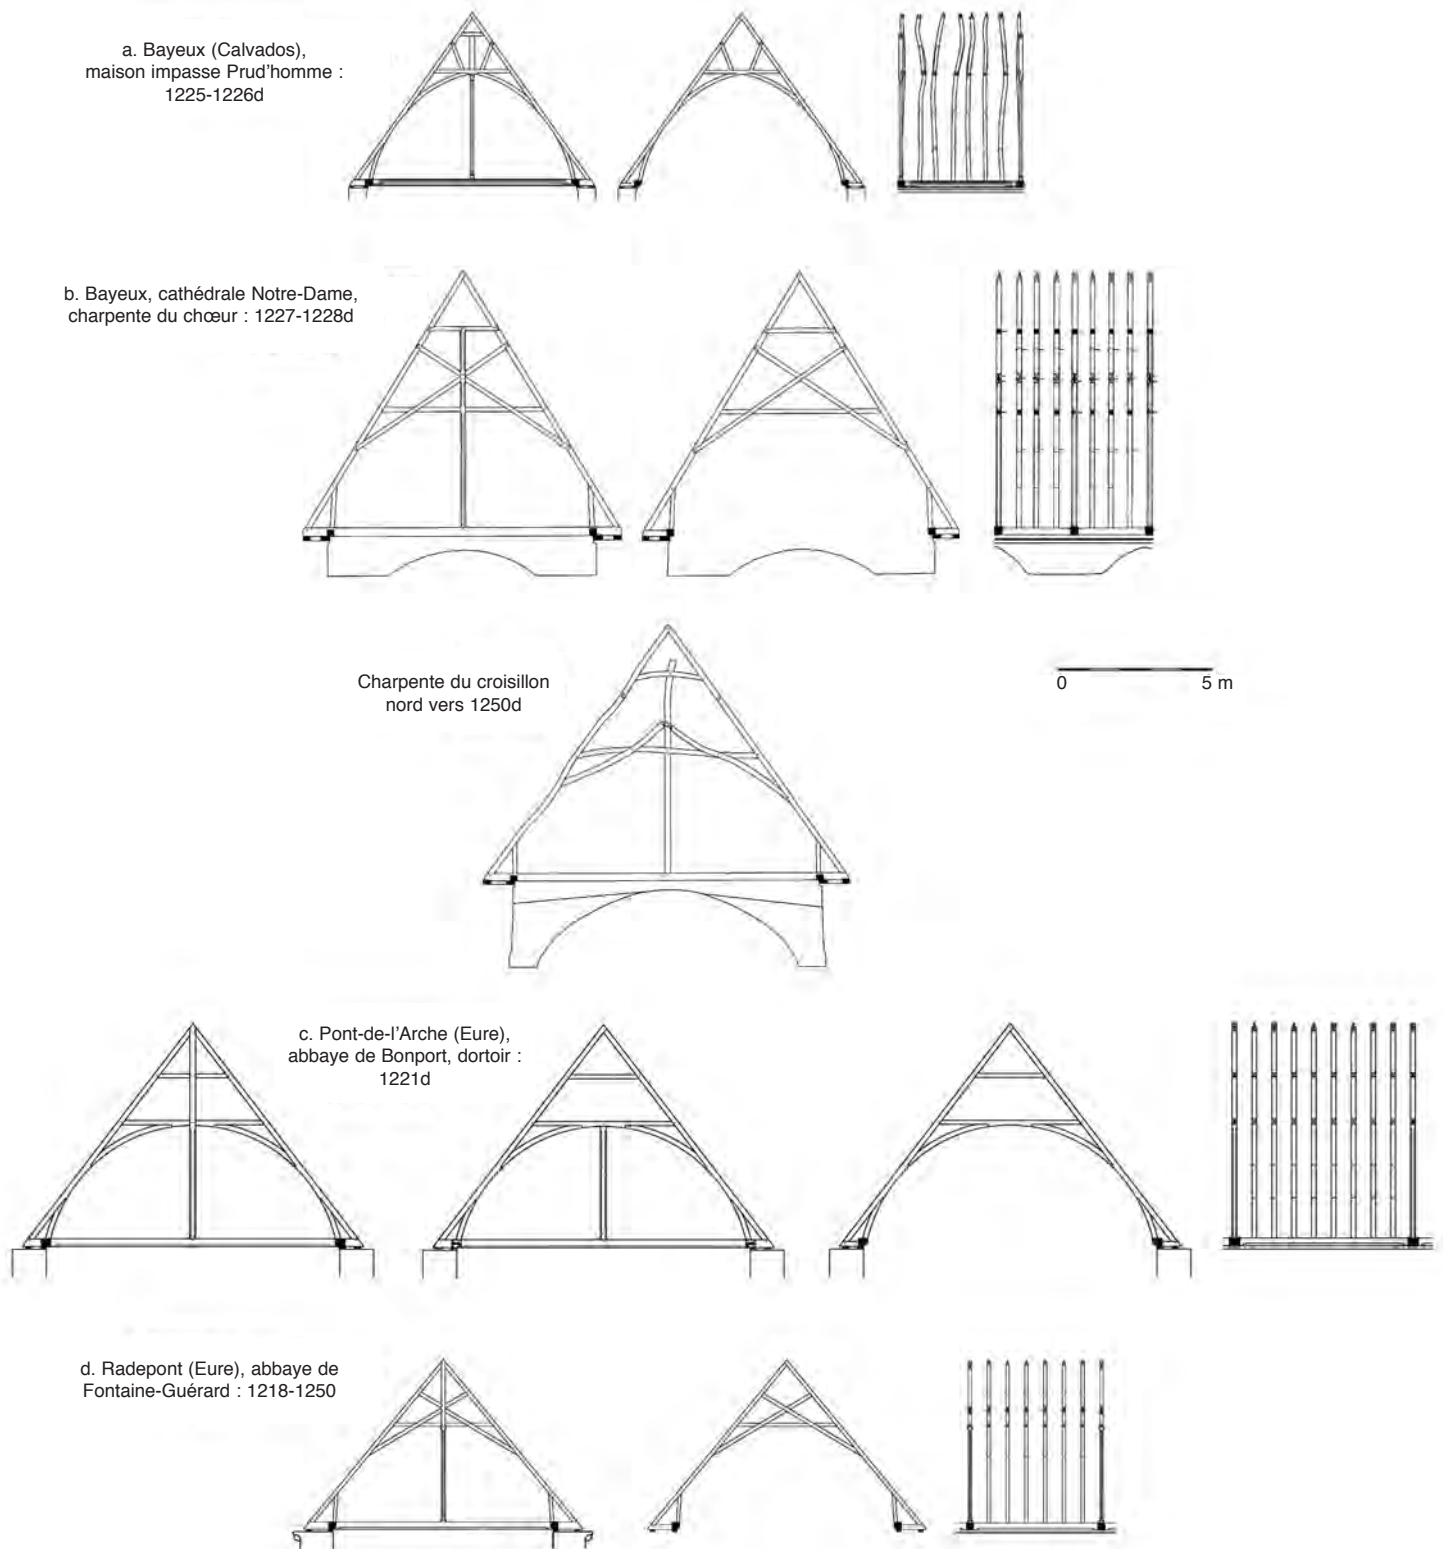 a. Bayeux (Calvados),
maison impasse Prud'homme :
1225-1226d
b. Bayeux, cathédrale Notre-Dame,
charpente du chœur : 1227-1228d
Charpente du croisillon
nord vers 1250d
0 5 m
c. Pont-de-l'Arche (Eure),
abbaye de Bonport, dortoir :
1221d
d. Radepont (Eure), abbaye de
Fontaine-Guérard : 1218-1250